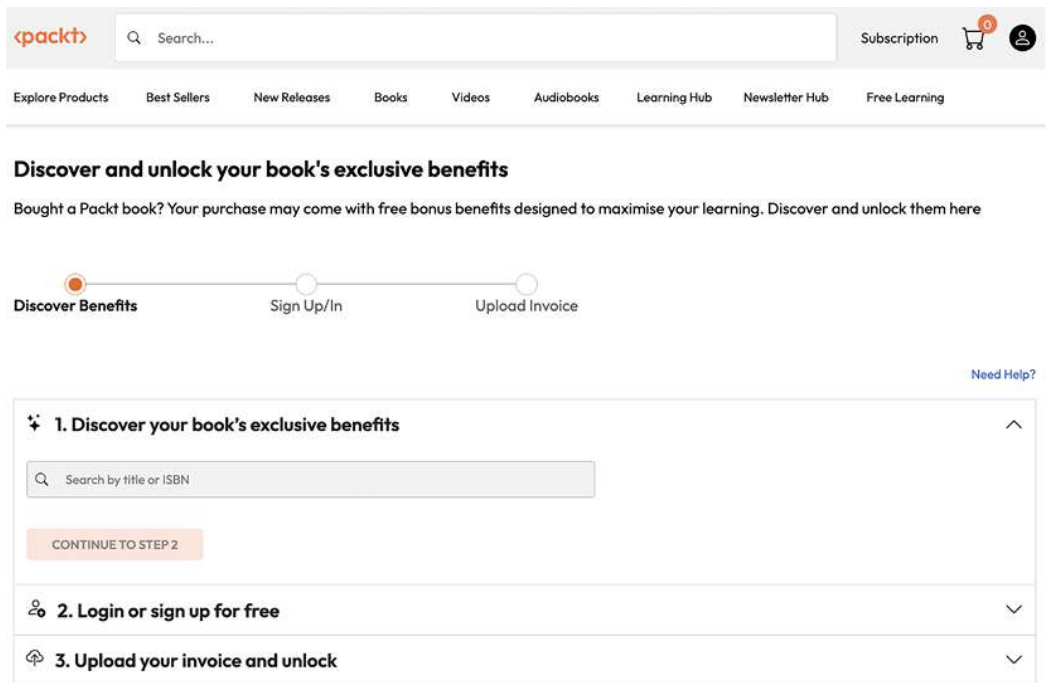 <packt>
Search...
Subscription
0
Explore Products
Best Sellers
New Releases
Books
Videos
Audiobooks
Learning Hub
Newsletter Hub
Free Learning
Discover and unlock your book's exclusive benefits
Bought a Packt book? Your purchase may come with free bonus benefits designed to maximise your learning. Discover and unlock them here
Discover Benefits
Sign Up/In
Upload Invoice
Need Help?
1. Discover your book's exclusive benefits
Search by title or ISBN
CONTINUE TO STEP 2
2. Login or sign up for free
3. Upload your invoice and unlock